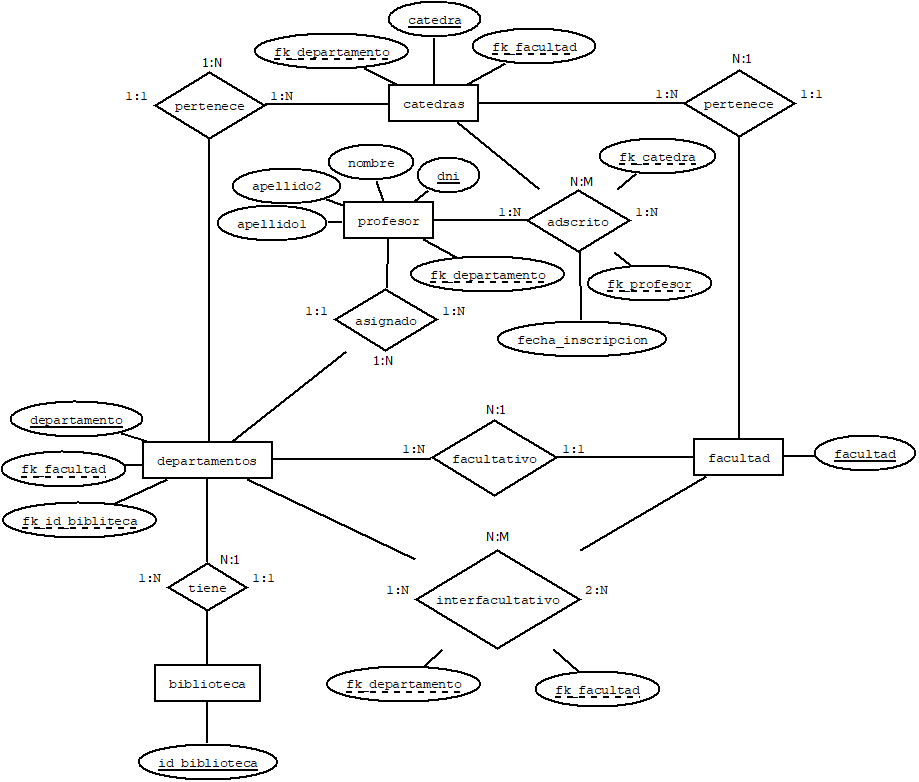 catedra
fk_departamento
fk_facultad
1:N
N:1
1:1
pertenece
1:N
catedras
1:N
pertenece
1:1
nombre
dni
fk_catedra
apellido2
N:M
apellido1
profesor
1:N
adscrito
1:N
fk_departamento
fk_profesor
1:1
asignado
1:N
1:N
fecha_inscripcion
departamento
N:1
departamentos
1:N
facultativo
1:1
facultad
facultad
fk_facultad
fk_id_bibliteca
N:M
N:1
1:N
tiene
1:1
1:N
interfacultativo
2:N
biblioteca
fk_departamento
fk_facultad
id_biblioteca